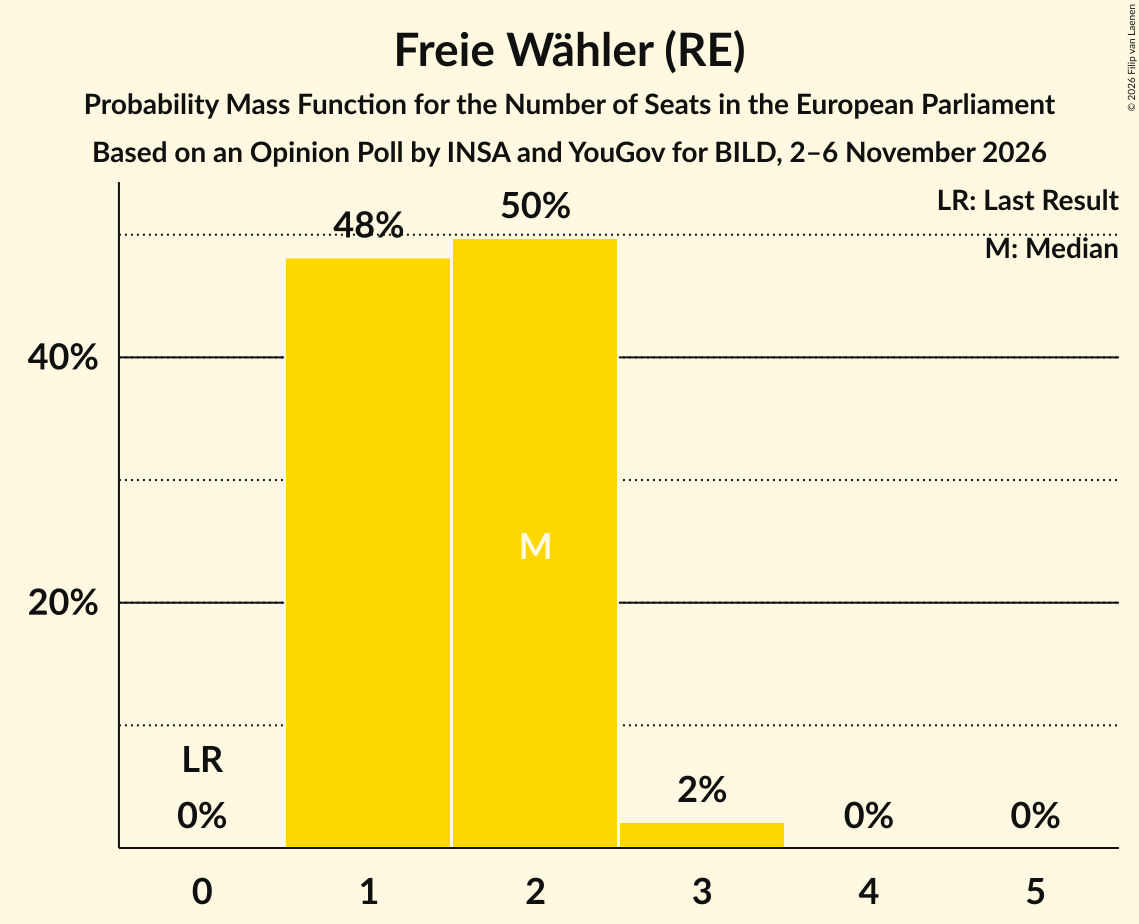 Freie Wähler (RE)
Probability Mass Function for the Number of Seats in the European Parliament
Based on an Opinion Poll by INSA and YouGov for BILD, 2–6 November 2026
© 2026 Filip van Laenen
LR: Last Result
M: Median
50%
48%
40%
20%
M
LR
0%
2%
0%
0%
0
1
2
3
4
5